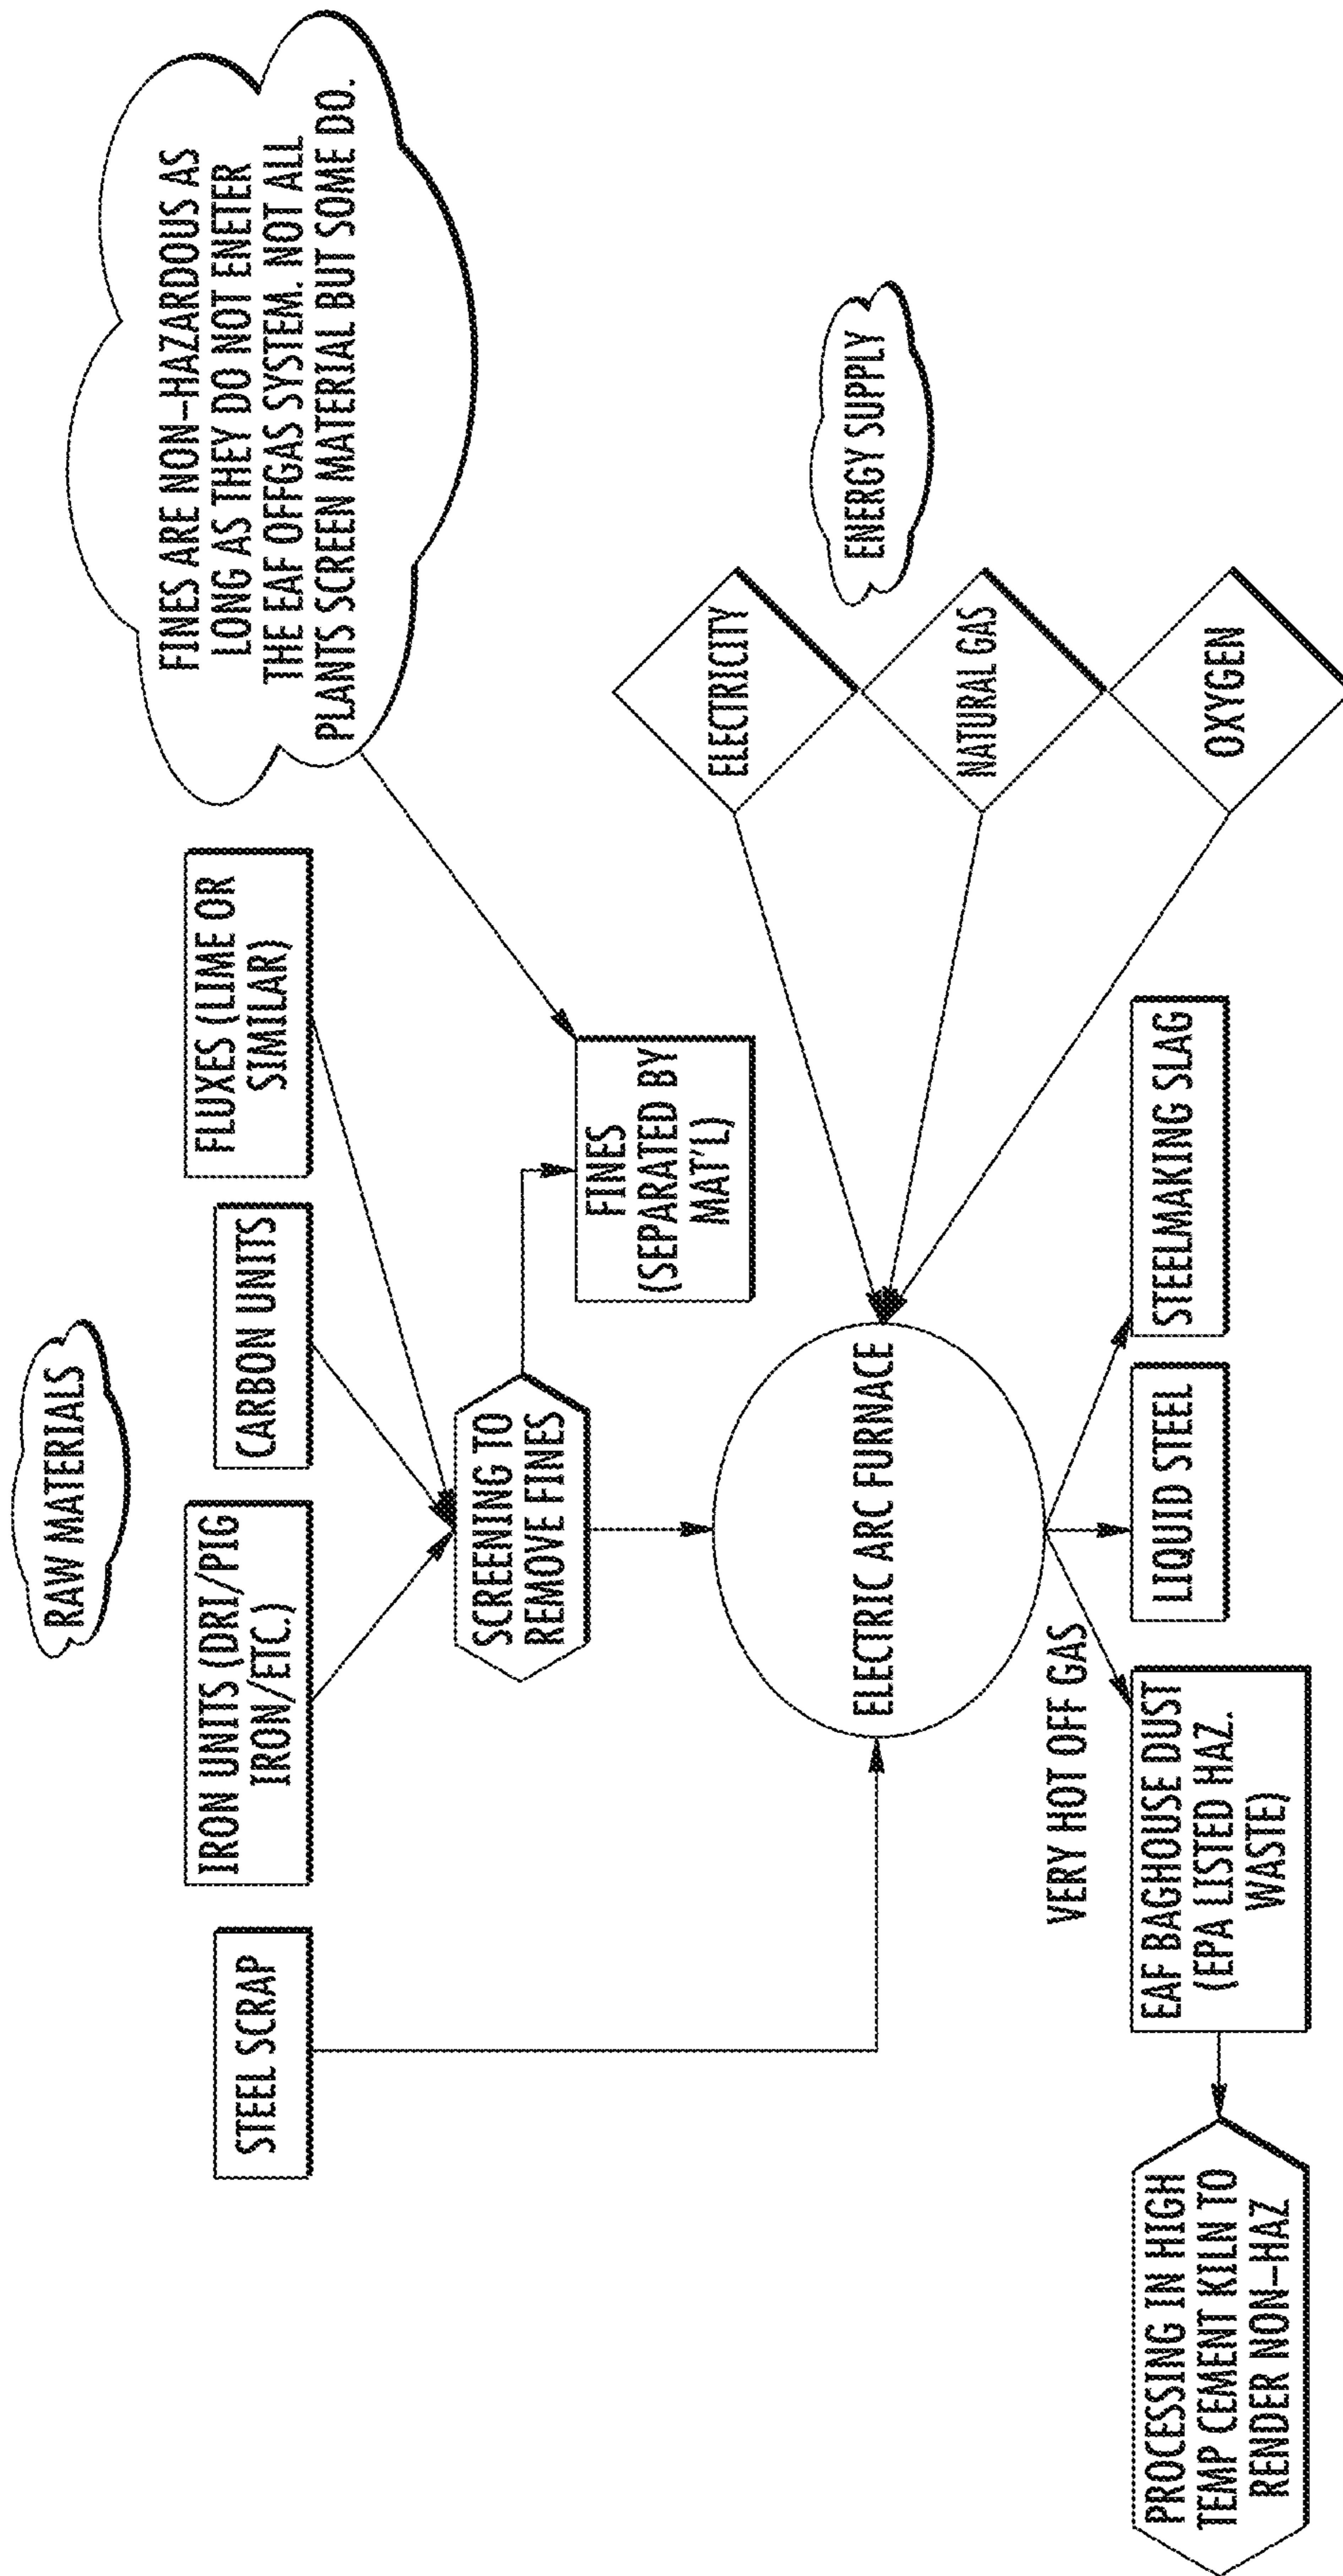 RAW MATERIALS
STEEL SCRAP
IRON UNITS (DRI/PIG
IRON/ETC.)
CARBON UNITS
FLUXES (LIME OR
SIMILAR)
FINES ARE NON-HAZARDOUS AS
LONG AS THEY DO NOT ENETER
THE EAF OFFGAS SYSTEM. NOT ALL
PLANTS SCREEN MATERIAL BUT SOME DO.
SCREENING TO
REMOVE FINES
FINES
(SEPARATED BY
MAT'L)
ENERGY SUPPLY
ELECTRICITY
NATURAL GAS
OXYGEN
ELECTRIC ARC FURNACE
VERY HOT OFF GAS
PROCESSING IN HIGH
TEMP CEMENT KILN TO
RENDER NON-HAZ
EAF BAGHOUSE DUST
(EPA LISTED HAZ.
WASTE)
LIQUID STEEL
STEELMAKING SLAG